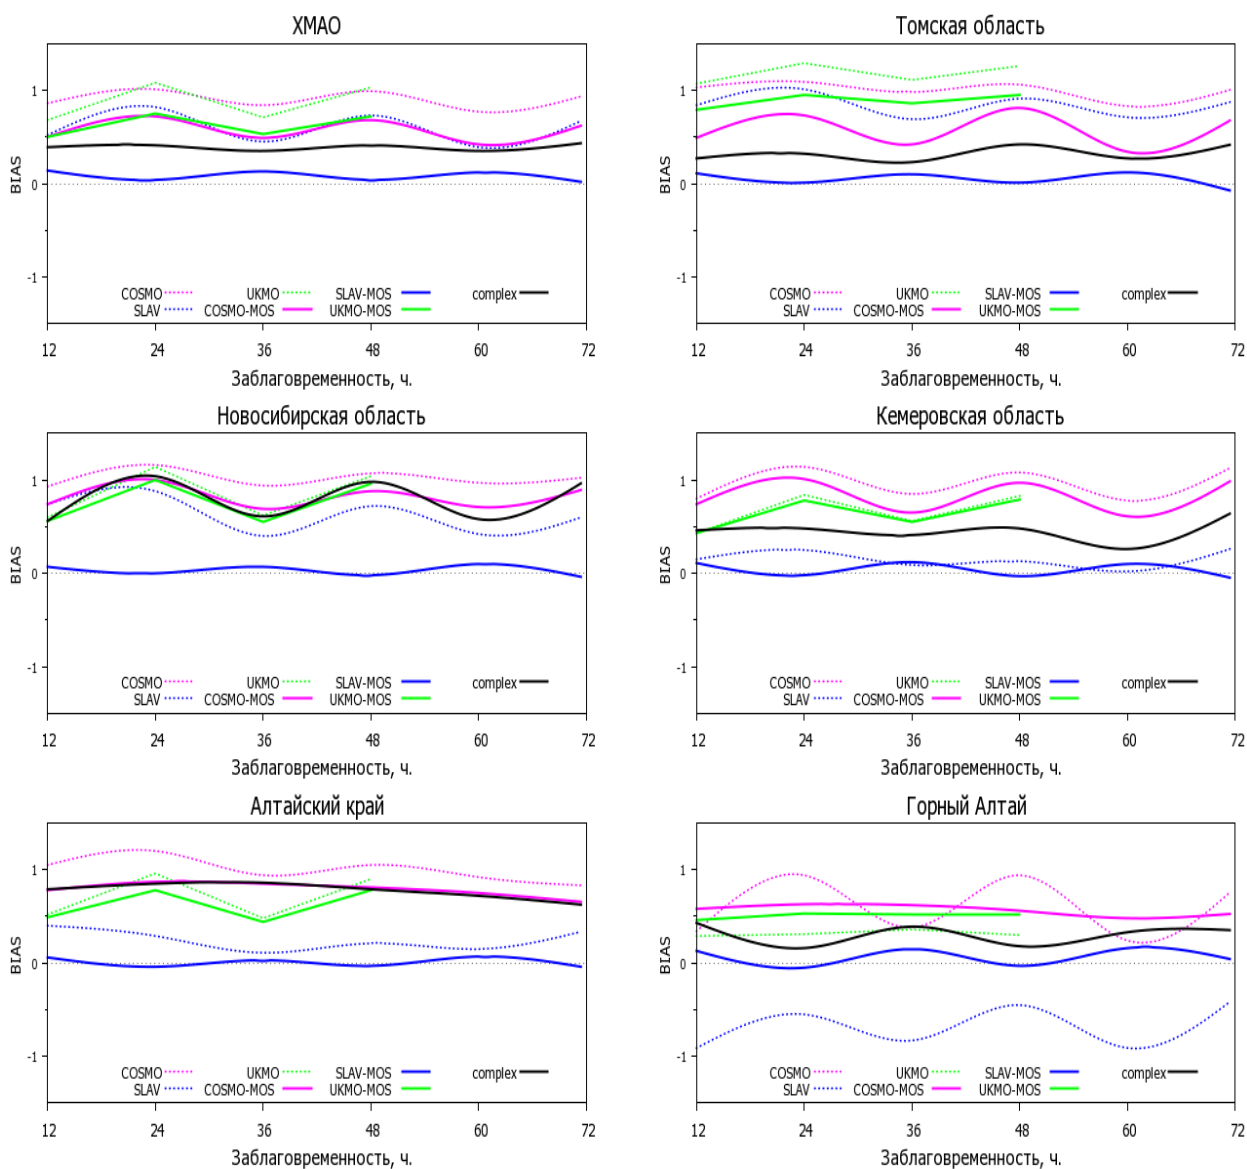 ХМАО
BIAS
1
0
-1
COSMO UKMO SLAV-MOS complex
SLAV COSMO-MOS UKMO-MOS
12 24 36 48 60 72
Заблаговременность, ч.
Томская область
BIAS
1
0
-1
COSMO UKMO SLAV-MOS complex
SLAV COSMO-MOS UKMO-MOS
12 24 36 48 60 72
Заблаговременность, ч.
Новосибирская область
BIAS
1
0
-1
COSMO UKMO SLAV-MOS complex
SLAV COSMO-MOS UKMO-MOS
12 24 36 48 60 72
Заблаговременность, ч.
Кемеровская область
BIAS
1
0
-1
COSMO UKMO SLAV-MOS complex
SLAV COSMO-MOS UKMO-MOS
12 24 36 48 60 72
Заблаговременность, ч.
Алтайский край
BIAS
1
0
-1
COSMO UKMO SLAV-MOS complex
SLAV COSMO-MOS UKMO-MOS
12 24 36 48 60 72
Заблаговременность, ч.
Горный Алтай
BIAS
1
0
-1
COSMO UKMO SLAV-MOS complex
SLAV COSMO-MOS UKMO-MOS
12 24 36 48 60 72
Заблаговременность, ч.